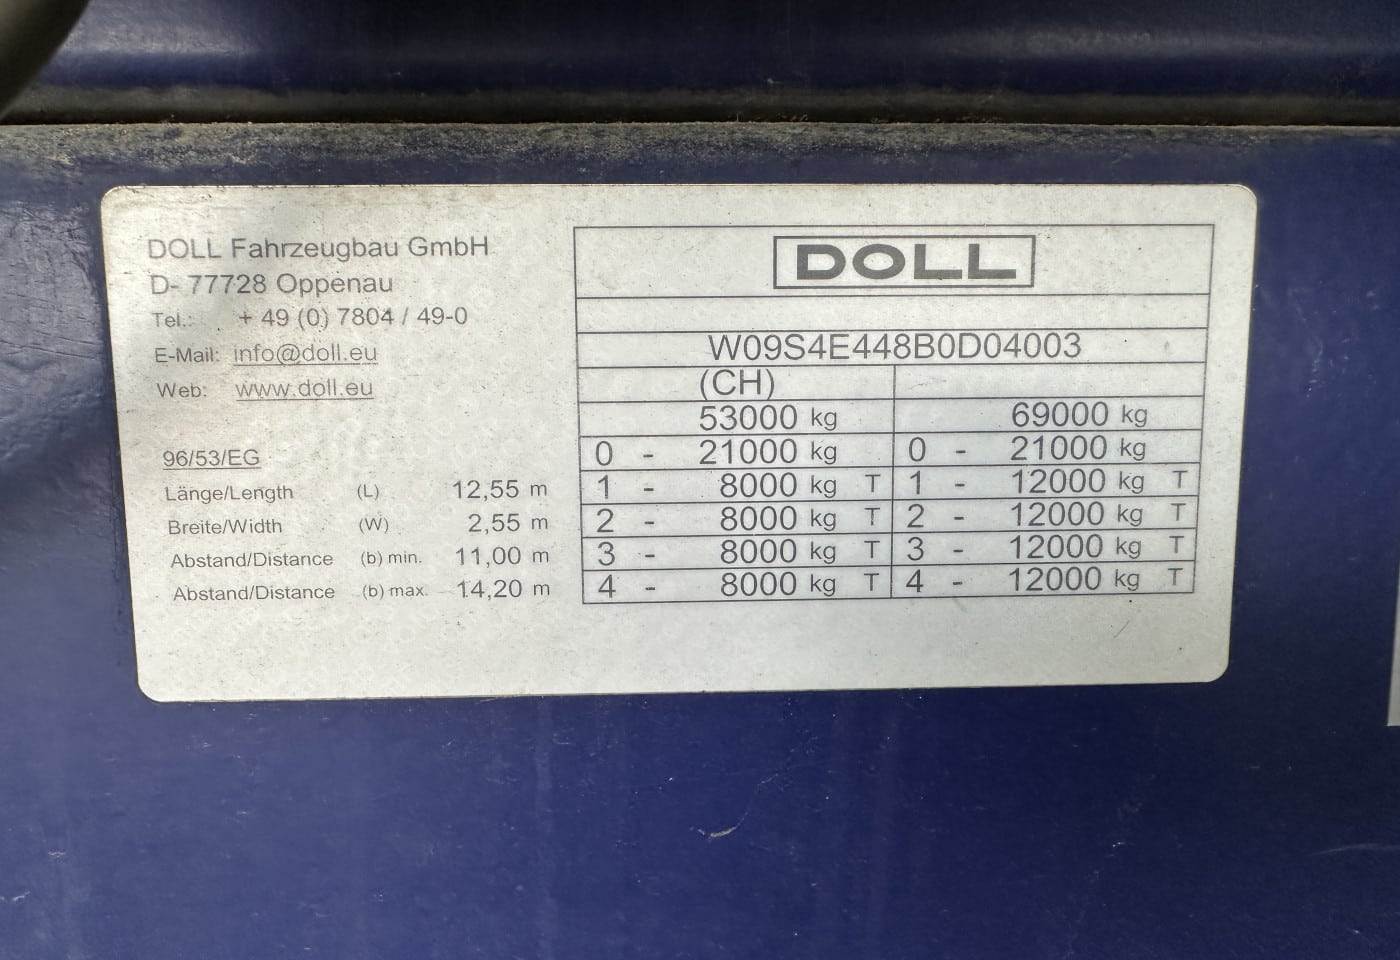 DOLL Fahrzeugbau GmbH
D- 77728 Oppenau
Tel.: + 49 (0) 7804 / 49-0
E-Mail: info@doll.eu
Web: www.doll.eu
96/53/EG
Länge/Length (L) 12,55 m
Breite/Width (W) 2,55 m
Abstand/Distance (b) min. 11,00 m
Abstand/Distance (b) max. 14,20 m
DOLL
W09S4E448B0D04003
(CH)
53000 kg 69000 kg
0 - 21000 kg 0 - 21000 kg
1 - 8000 kg T 1 - 12000 kg T
2 - 8000 kg T 2 - 12000 kg T
3 - 8000 kg T 3 - 12000 kg T
4 - 8000 kg T 4 - 12000 kg T